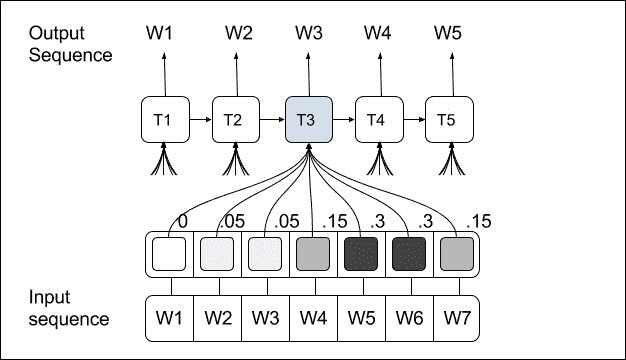 Output W1 W2 W3 W4 W5
Sequence
T1 T2 T3 T4 T5
0 .05 .05 .15 .3 .3 .15
Input
sequence W1 W2 W3 W4 W5 W6 W7